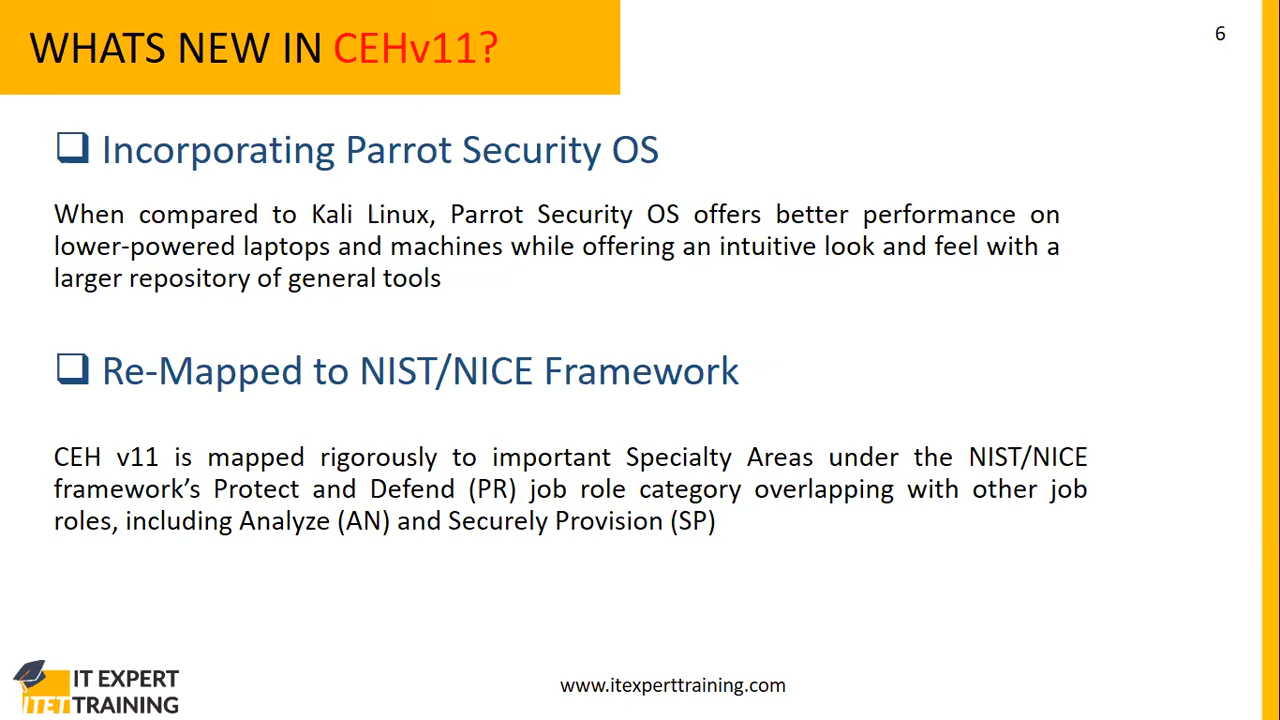 WHATS NEW IN CEHv11?
6
Incorporating Parrot Security OS
When compared to Kali Linux, Parrot Security OS offers better performance on
lower-powered laptops and machines while offering an intuitive look and feel with a
larger repository of general tools
Re-Mapped to NIST/NICE Framework
CEH v11 is mapped rigorously to important Specialty Areas under the NIST/NICE
framework’s Protect and Defend (PR) job role category overlapping with other job
roles, including Analyze (AN) and Securely Provision (SP)
IT EXPERT
ITET TRAINING
www.itexperttraining.com